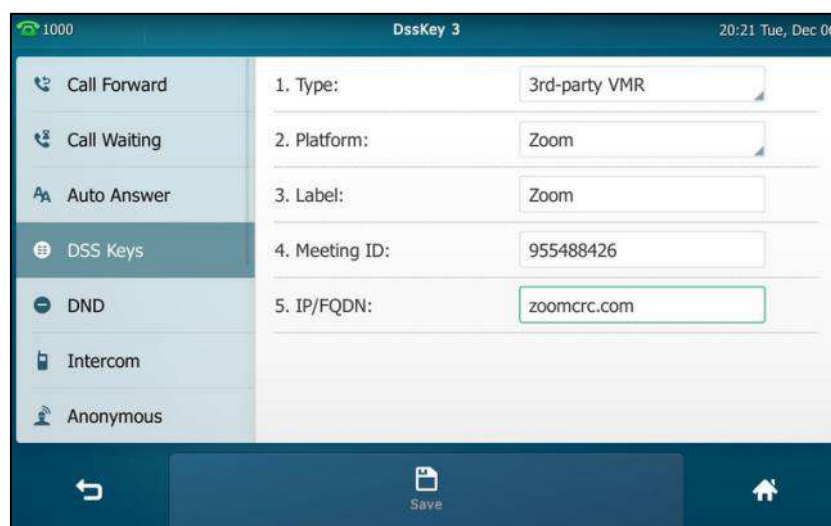 1000 DssKey 3 20:21 Tue, Dec 0
Call Forward
Call Waiting
Auto Answer
DSS Keys
DND
Intercom
Anonymous
1. Type: 3rd-party VMR
2. Platform: Zoom
3. Label: Zoom
4. Meeting ID: 955488426
5. IP/FQDN: zoomcrc.com
Save